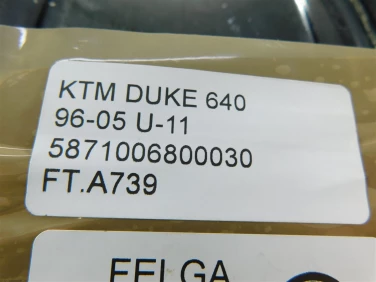 KTM DUKE 640
96-05 U-11
5871006800030
FT.A739
FELGA